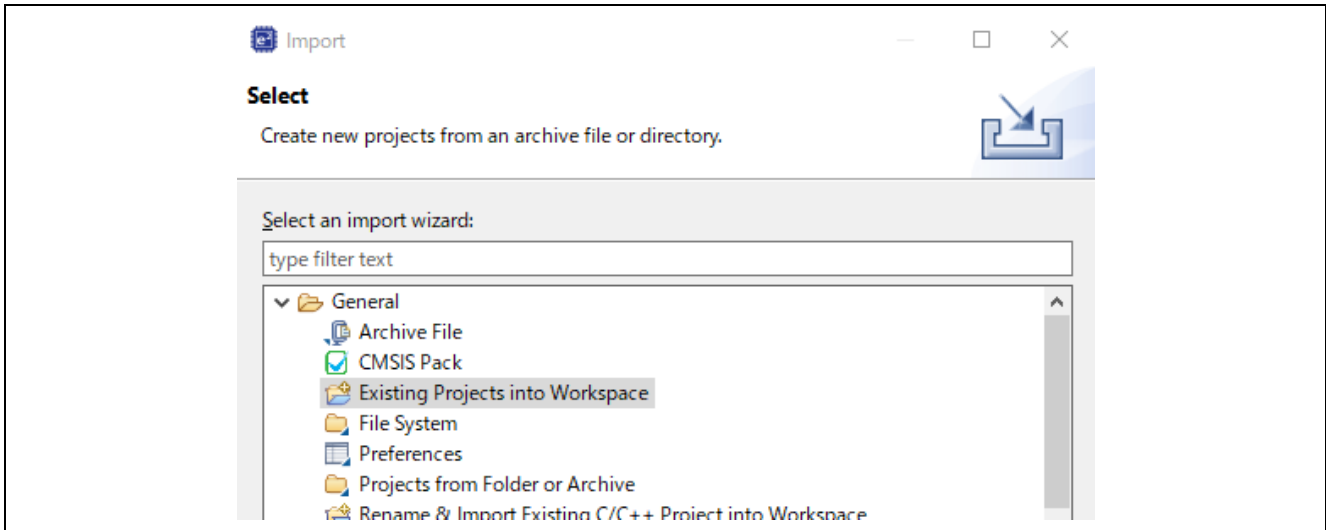 Import
Select
Create new projects from an archive file or directory.
Select an import wizard:
type filter text
General
Archive File
CMSIS Pack
Existing Projects into Workspace
File System
Preferences
Projects from Folder or Archive
Rename & Import Existing C/C++ Project into Workspace